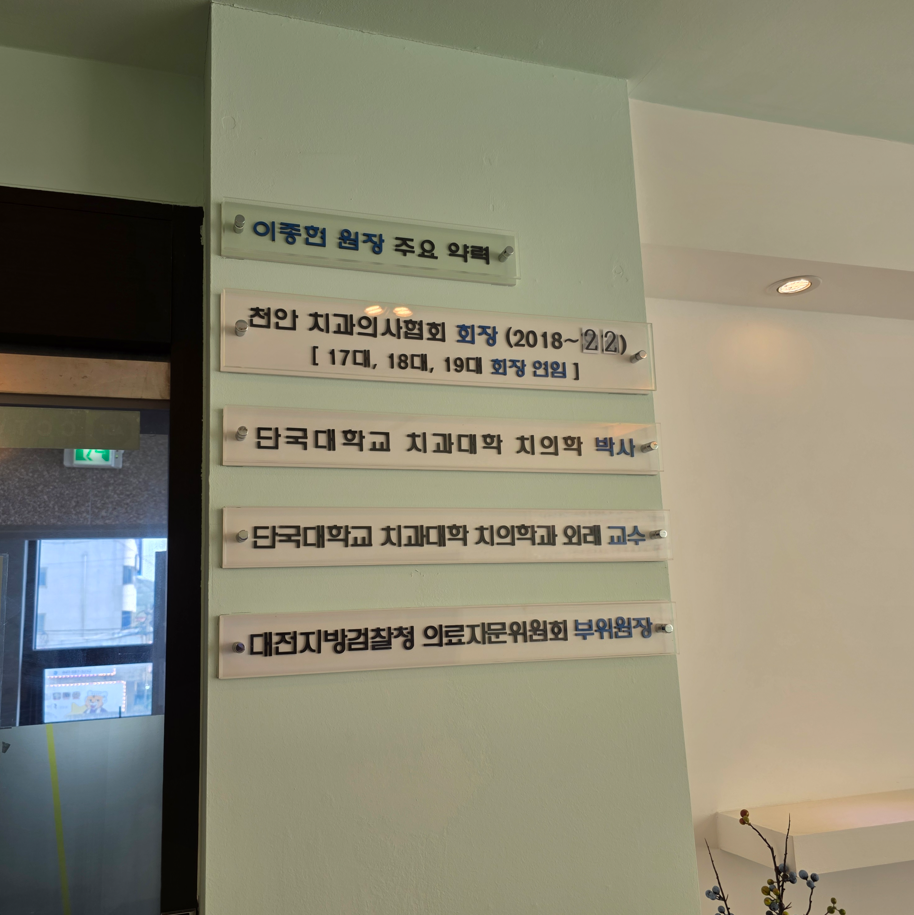 이종현 원장 주요 약력
천안 치과의사협회 회장 (2018~22)
[ 17대, 18대, 19대 회장 연임 ]
단국대학교 치과대학 치의학 박사
단국대학교 치과대학 치의학과 외래 교수
대전지방검찰청 의료자문위원회 부위원장